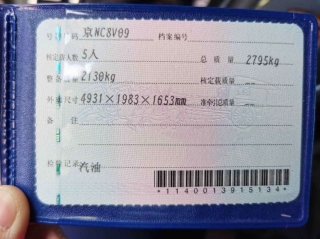 号牌号码 京NC8V09 档案编号
核定载人数 5人 总质量 2795kg
整备质量 2130kg 核定载质量 --
外廓尺寸 4931×1983×1653mm 准牵引总质量 --
备注
检验记录 汽油
*1140013915134*